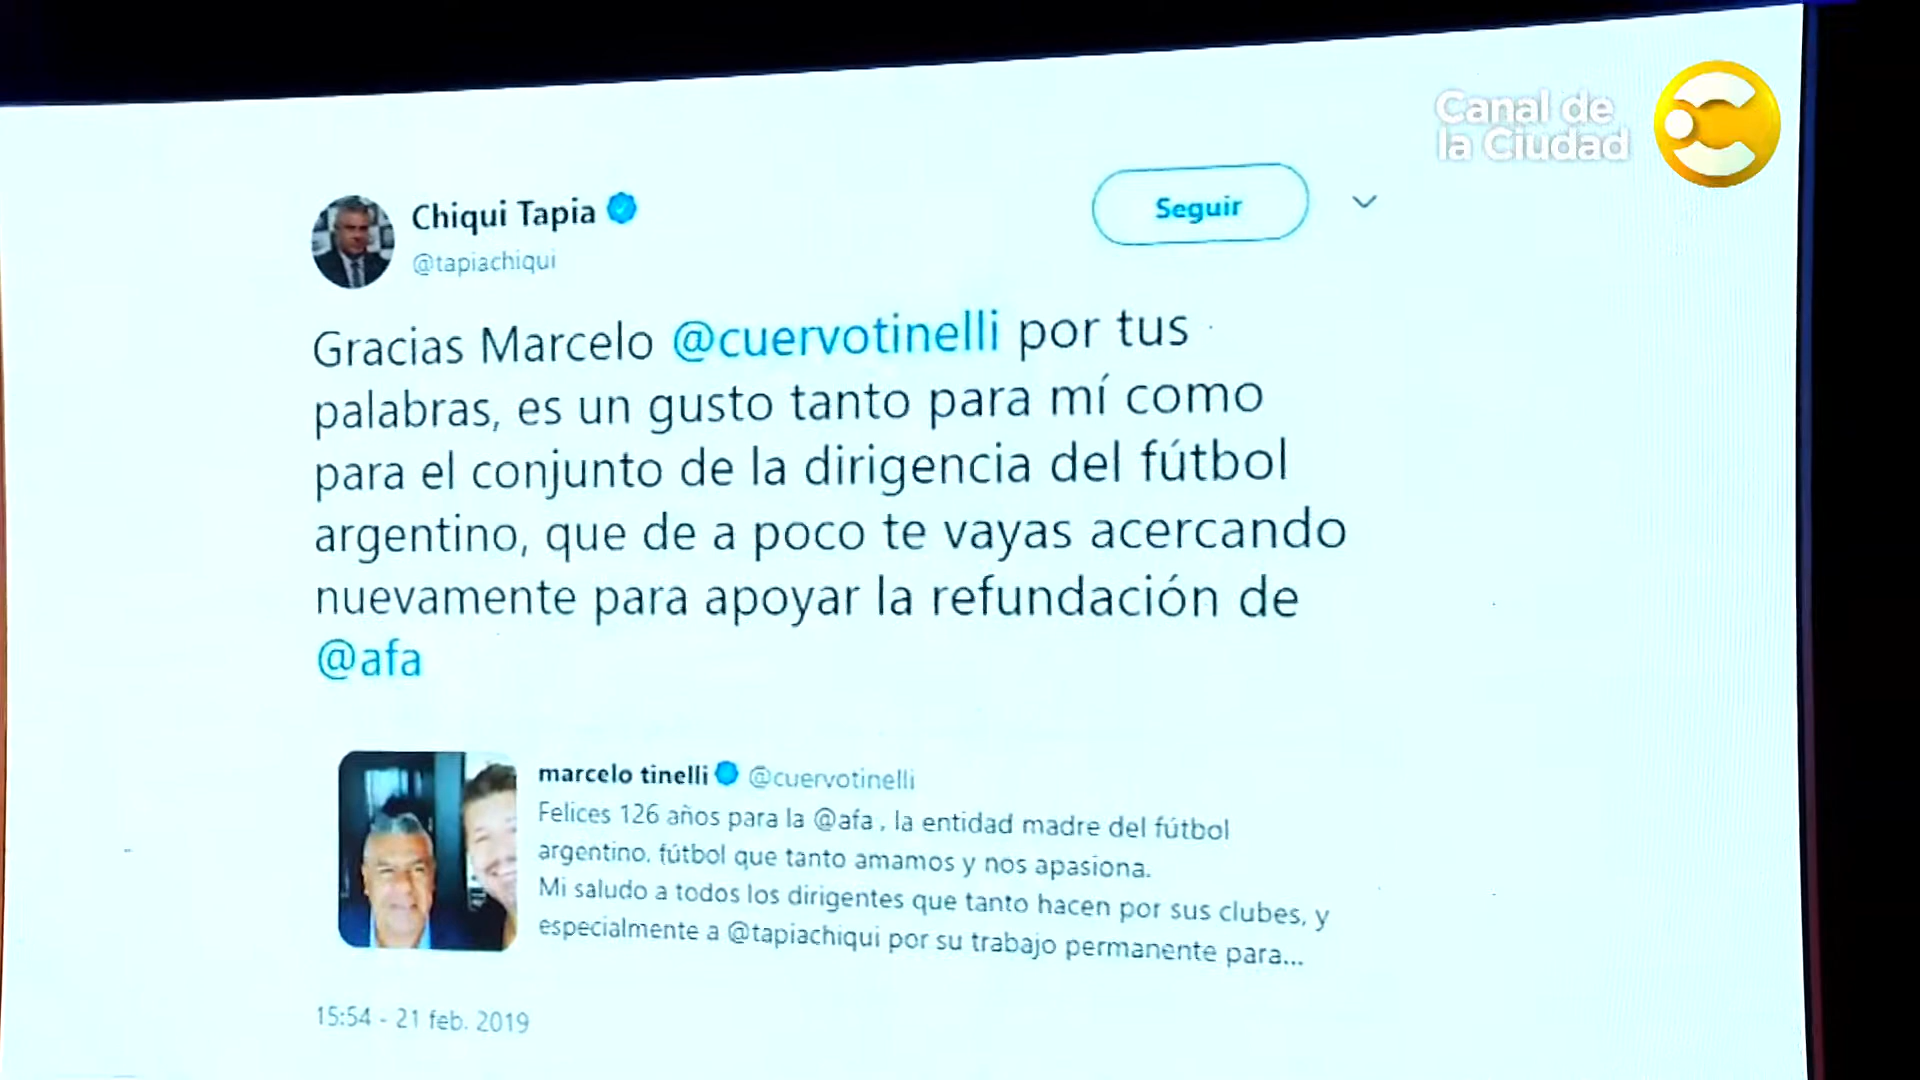 Canal de
la Ciudad
Chiqui Tapia
@tapiachiqui
Seguir
Gracias Marcelo @cuervotinelli por tus
palabras, es un gusto tanto para mí como
para el conjunto de la dirigencia del fútbol
argentino, que de a poco te vayas acercando
nuevamente para apoyar la refundación de
@afa
marcelo tinelli @cuervotinelli
Felices 126 años para la @afa , la entidad madre del fútbol
argentino. fútbol que tanto amamos y nos apasiona.
Mi saludo a todos los dirigentes que tanto hacen por sus clubes, y
especialmente a @tapiachiqui por su trabajo permanente para...
15:54 - 21 feb. 2019